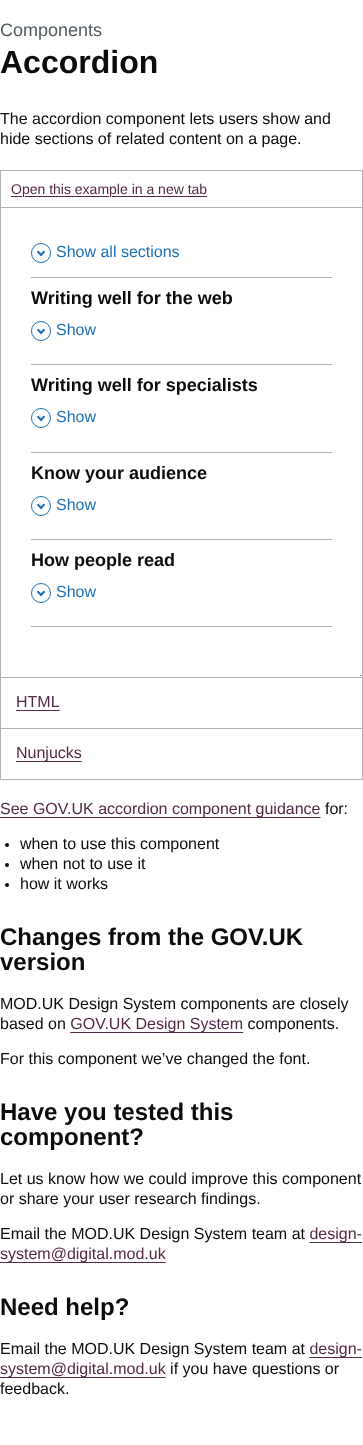 Components
Accordion
The accordion component lets users show and
hide sections of related content on a page.
Open this example in a new tab
Show all sections
Writing well for the web
Show
Writing well for specialists
Show
Know your audience
Show
How people read
Show
HTML
Nunjucks
See GOV.UK accordion component guidance for:
• when to use this component
• when not to use it
• how it works
Changes from the GOV.UK
version
MOD.UK Design System components are closely
based on GOV.UK Design System components.
For this component we’ve changed the font.
Have you tested this
component?
Let us know how we could improve this component
or share your user research findings.
Email the MOD.UK Design System team at design-
system@digital.mod.uk
Need help?
Email the MOD.UK Design System team at design-
system@digital.mod.uk if you have questions or
feedback.